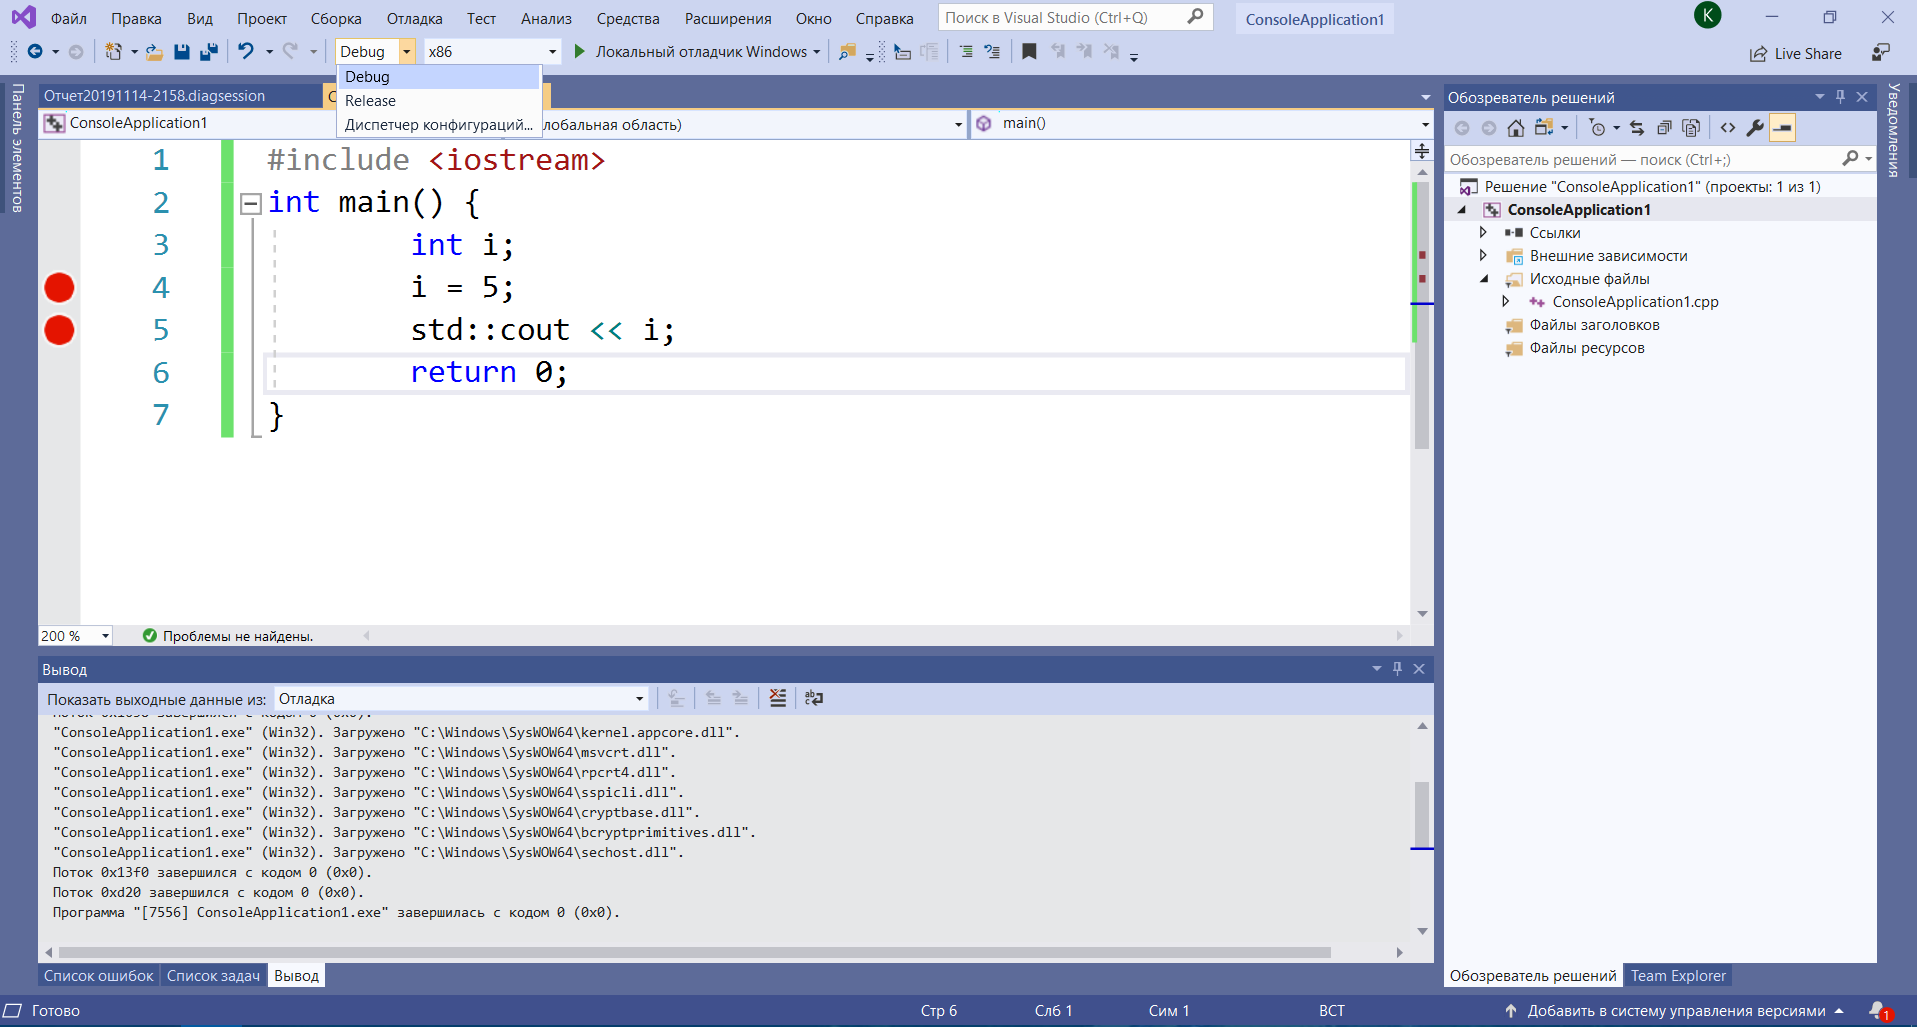 Файл Правка Вид Проект Сборка Отладка Тест Анализ Средства Расширения Окно Справка Поиск в Visual Studio (Ctrl+Q) ConsoleApplication1 K
Debug x86 Локальный отладчик Windows Live Share
Debug
Release
Диспетчер конфигураций...
Панель элементов
Отчет20191114-2158.diagsession
ConsoleApplication1 лобальная область) main()
1 #include <iostream>
2 int main() {
3 int i;
4 i = 5;
5 std::cout << i;
6 return 0;
7 }
200 % Проблемы не найдены.
Вывод
Показать выходные данные из: Отладка
"ConsoleApplication1.exe" (Win32). Загружено "C:\Windows\SysWOW64\kernel.appcore.dll".
"ConsoleApplication1.exe" (Win32). Загружено "C:\Windows\SysWOW64\msvcrt.dll".
"ConsoleApplication1.exe" (Win32). Загружено "C:\Windows\SysWOW64\rpcrt4.dll".
"ConsoleApplication1.exe" (Win32). Загружено "C:\Windows\SysWOW64\sspicli.dll".
"ConsoleApplication1.exe" (Win32). Загружено "C:\Windows\SysWOW64\cryptbase.dll".
"ConsoleApplication1.exe" (Win32). Загружено "C:\Windows\SysWOW64\bcryptprimitives.dll".
"ConsoleApplication1.exe" (Win32). Загружено "C:\Windows\SysWOW64\sechost.dll".
Поток 0x13f0 завершился с кодом 0 (0x0).
Поток 0xd20 завершился с кодом 0 (0x0).
Программа "[7556] ConsoleApplication1.exe" завершилась с кодом 0 (0x0).
Список ошибок Список задач Вывод
Обозреватель решений
Обозреватель решений — поиск (Ctrl+;)
Решение "ConsoleApplication1" (проекты: 1 из 1)
ConsoleApplication1
Ссылки
Внешние зависимости
Исходные файлы
ConsoleApplication1.cpp
Файлы заголовков
Файлы ресурсов
Обозреватель решений Team Explorer
Уведомления
Готово Стр 6 Слб 1 Сим 1 ВСТ Добавить в систему управления версиями 1